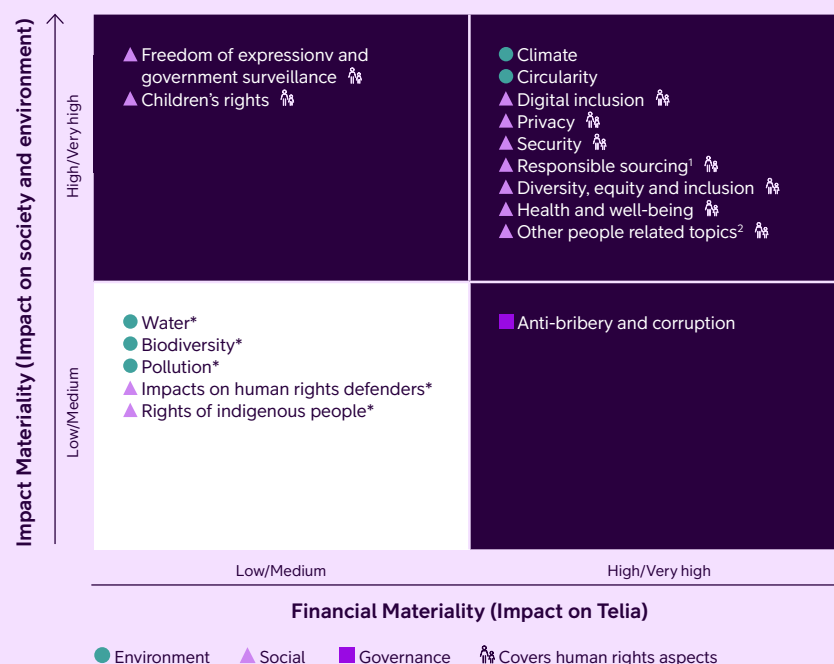 Impact Materiality (Impact on society and environment)
High/Very high
Low/Medium
Freedom of expressionv and
government surveillance
Children's rights
Climate
Circularity
Digital inclusion
Privacy
Security
Responsible sourcing¹
Diversity, equity and inclusion
Health and well-being
Other people related topics²
Water*
Biodiversity*
Pollution*
Impacts on human rights defenders*
Rights of indigenous people*
Anti-bribery and corruption
Low/Medium
High/Very high
Financial Materiality (Impact on Telia)
Environment Social Governance Covers human rights aspects